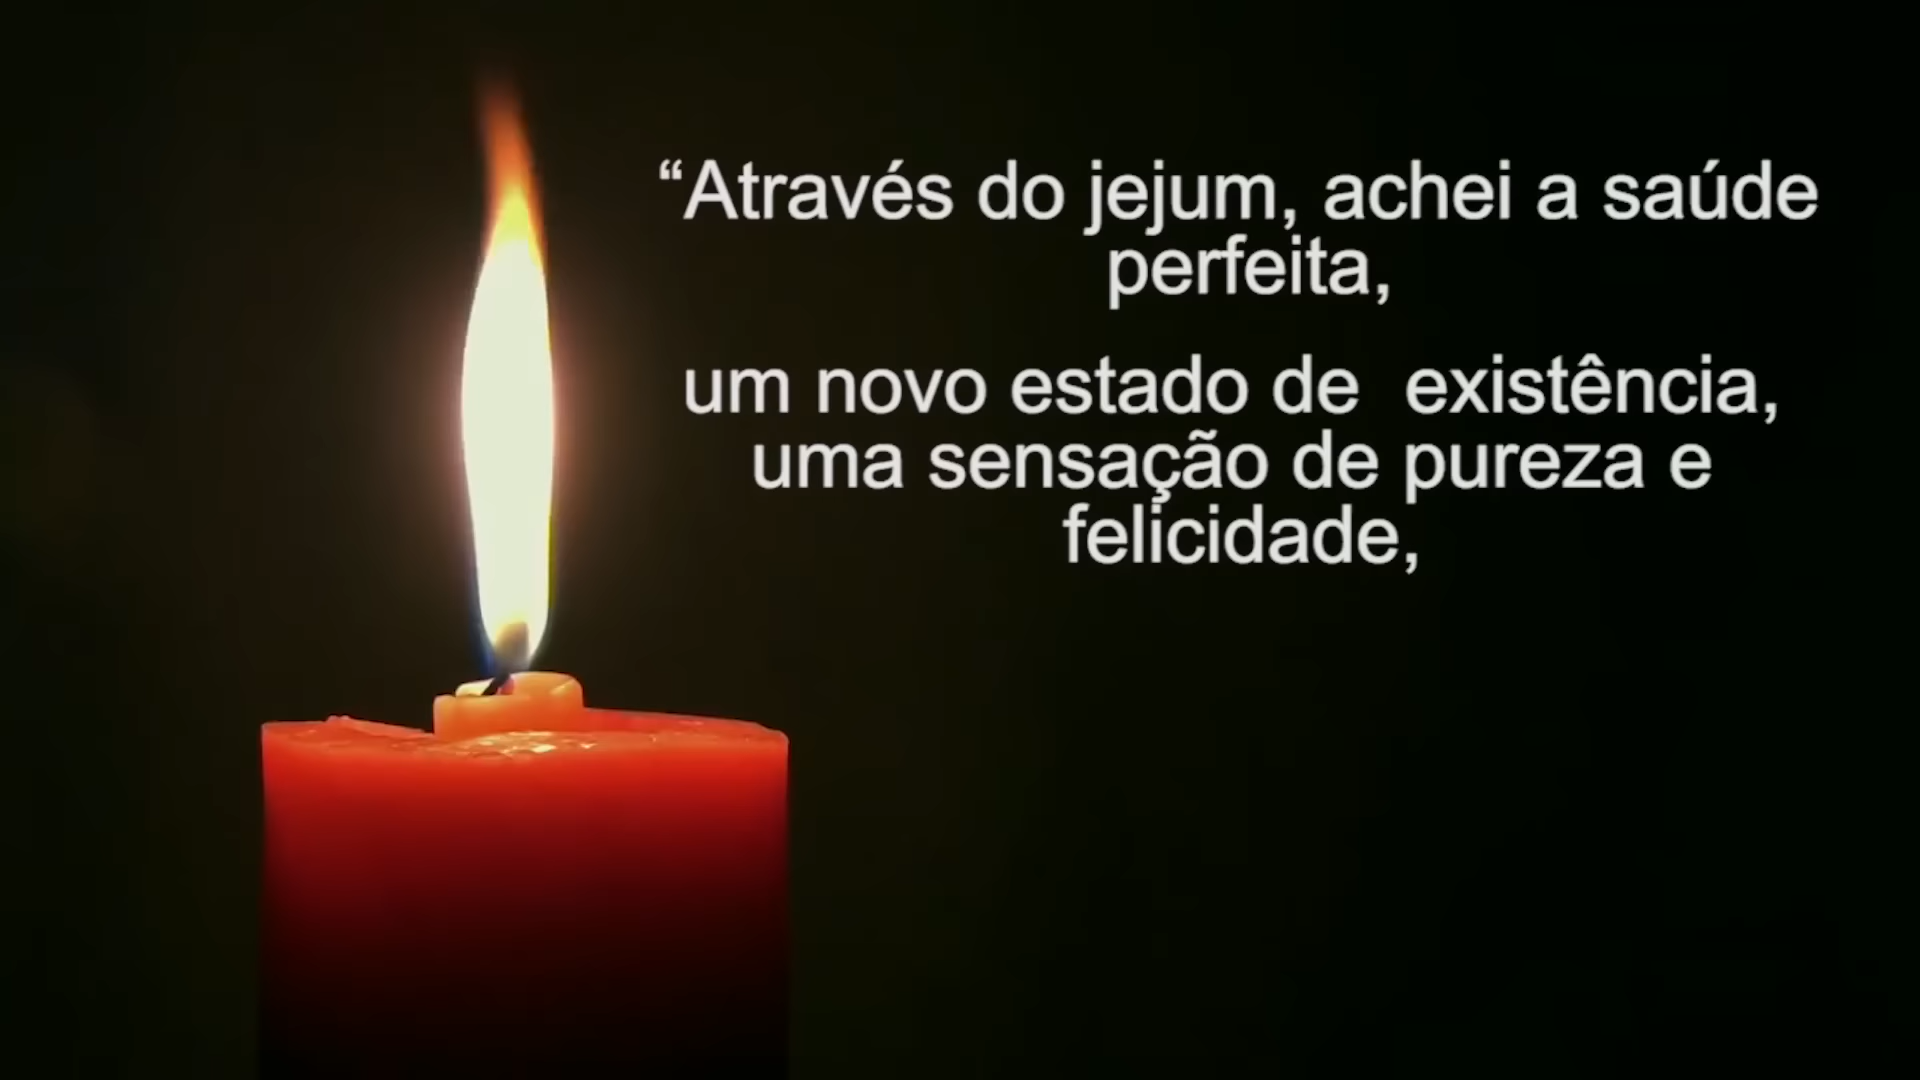 “Através do jejum, achei a saúde
perfeita,
um novo estado de  existência,
uma sensação de pureza e
felicidade,